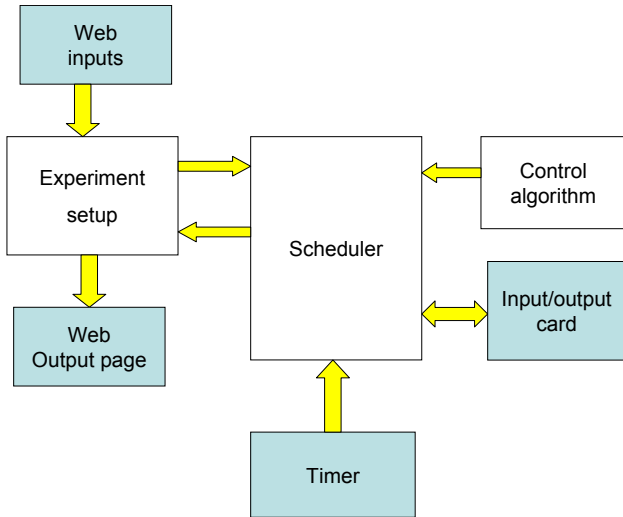 Web
inputs
Experiment
setup
Scheduler
Control
algorithm
Input/output
card
Web
Output page
Timer